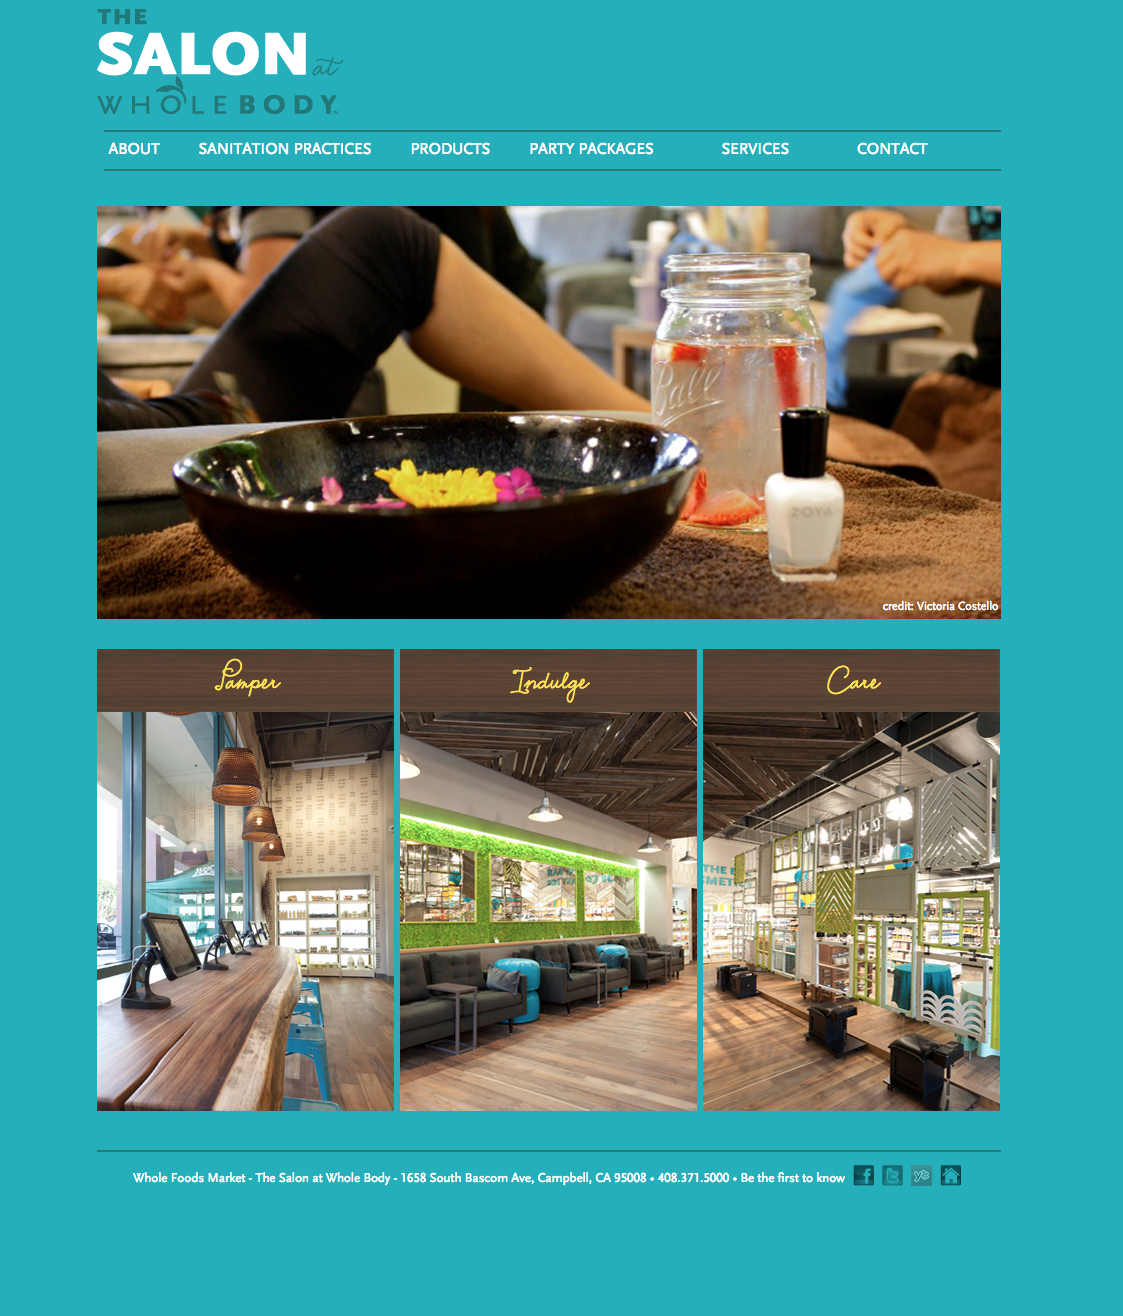 THE
SALON at
WHOLE BODY™
ABOUT SANITATION PRACTICES PRODUCTS PARTY PACKAGES SERVICES CONTACT
Ball
ZOYA
credit: Victoria Costello
Pamper Indulge Care
THE B
Whole Foods Market - The Salon at Whole Body - 1658 South Bascom Ave, Campbell, CA 95008 • 408.371.5000 • Be the first to know